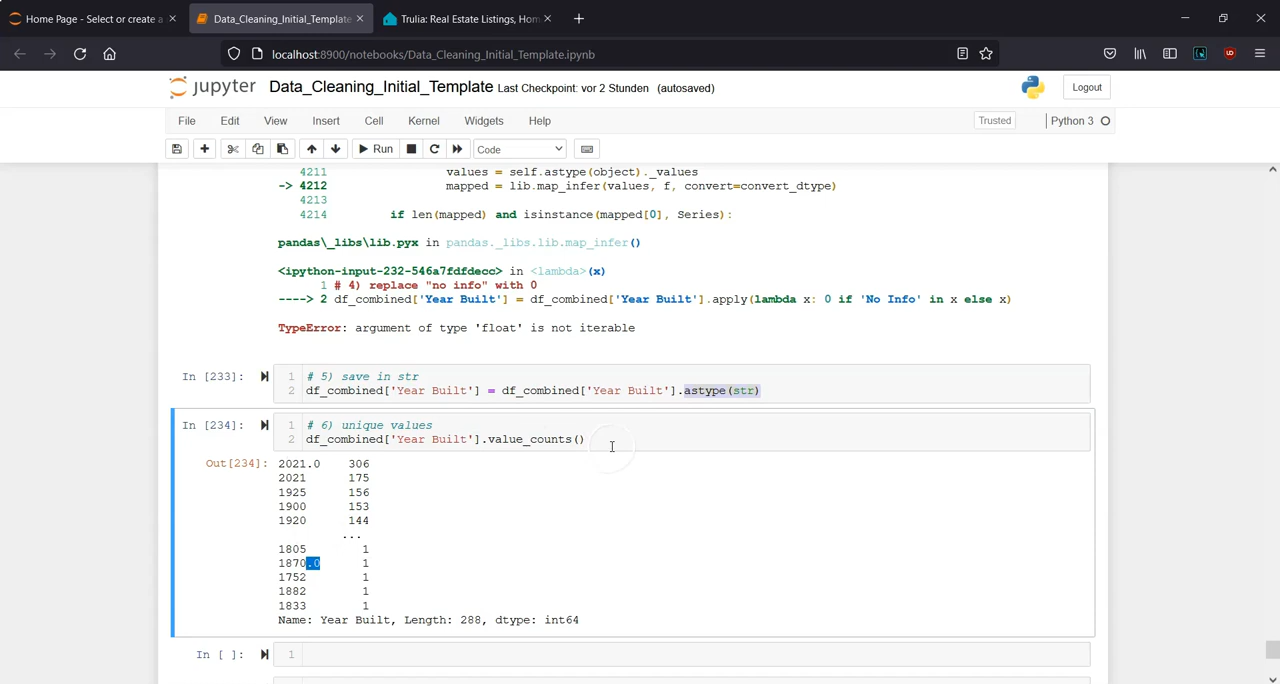 Home Page - Select or create a
Data_Cleaning_Initial_Template
Trulia: Real Estate Listings, Hom
localhost:8900/notebooks/Data_Cleaning_Initial_Template.ipynb
jupyter Data_Cleaning_Initial_Template Last Checkpoint: vor 2 Stunden (autosaved)
Logout
File Edit View Insert Cell Kernel Widgets Help
Trusted
Python 3
Run
Code
4211 values = self.astype(object)._values
-> 4212 mapped = lib.map_infer(values, f, convert=convert_dtype)
4213
4214 if len(mapped) and isinstance(mapped[0], Series):
pandas\_libs\lib.pyx in pandas._libs.lib.map_infer()
<ipython-input-232-546a7fdfdecc> in <lambda>(x)
1 # 4) replace "no info" with 0
----> 2 df_combined['Year Built'] = df_combined['Year Built'].apply(lambda x: 0 if 'No Info' in x else x)
TypeError: argument of type 'float' is not iterable
In [233]:
1 # 5) save in str
2 df_combined['Year Built'] = df_combined['Year Built'].astype(str)
In [234]:
1 # 6) unique values
2 df_combined['Year Built'].value_counts()
Out[234]: 2021.0 306
2021 175
1925 156
1900 153
1920 144
...
1805 1
1870.0 1
1752 1
1882 1
1833 1
Name: Year Built, Length: 288, dtype: int64
In [ ]:
1